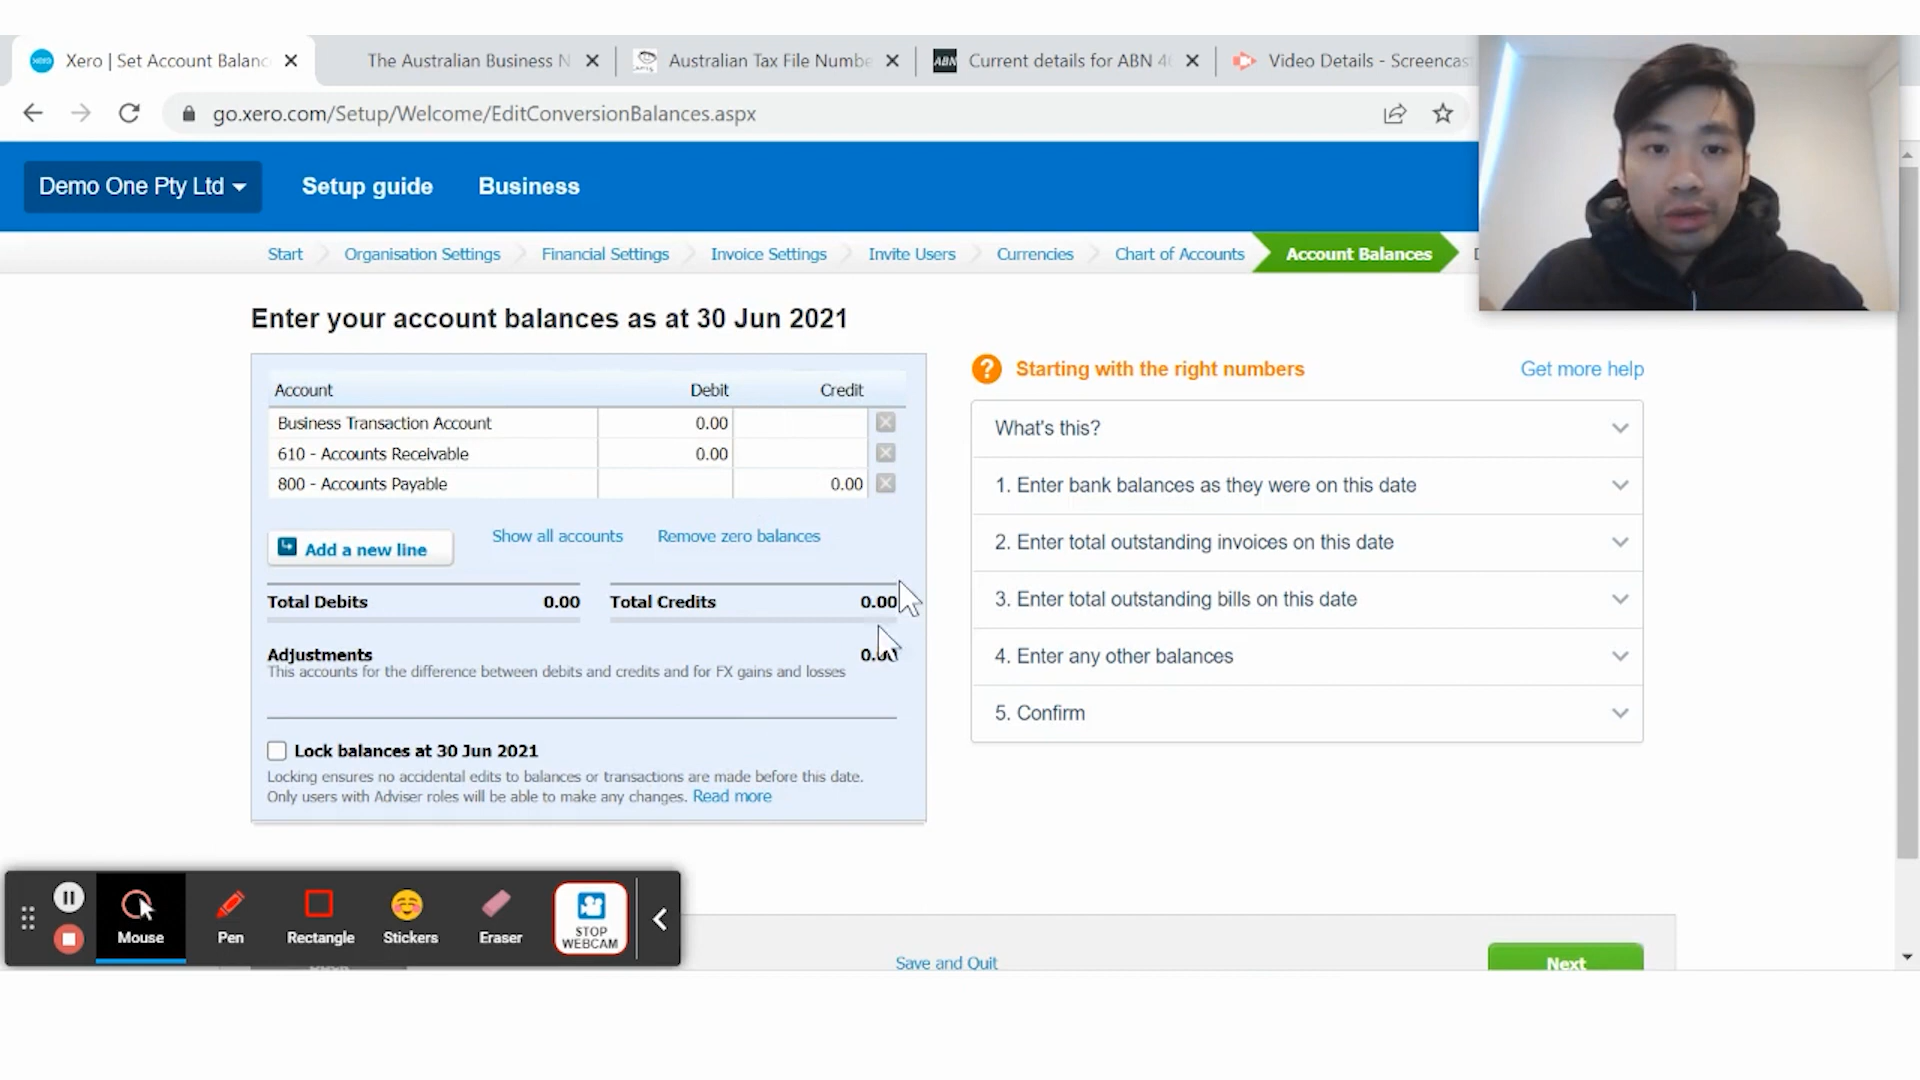 Xero | Set Account Balanc
The Australian Business N
Australian Tax File Numbe
ABN
Current details for ABN 4
Video Details - Screencas
go.xero.com/Setup/Welcome/EditConversionBalances.aspx
Demo One Pty Ltd
Setup guide
Business
Start
Organisation Settings
Financial Settings
Invoice Settings
Invite Users
Currencies
Chart of Accounts
Account Balances
Enter your account balances as at 30 Jun 2021
Account Debit Credit
Business Transaction Account 0.00
610 - Accounts Receivable 0.00
800 - Accounts Payable 0.00
Add a new line
Show all accounts
Remove zero balances
Total Debits 0.00 Total Credits 0.00
Adjustments 0.00
This accounts for the difference between debits and credits and for FX gains and losses
Lock balances at 30 Jun 2021
Locking ensures no accidental edits to balances or transactions are made before this date.
Only users with Adviser roles will be able to make any changes. Read more
? Starting with the right numbers
Get more help
What's this?
1. Enter bank balances as they were on this date
2. Enter total outstanding invoices on this date
3. Enter total outstanding bills on this date
4. Enter any other balances
5. Confirm
Mouse
Pen
Rectangle
Stickers
Eraser
STOP
WEBCAM
Save and Quit
Next